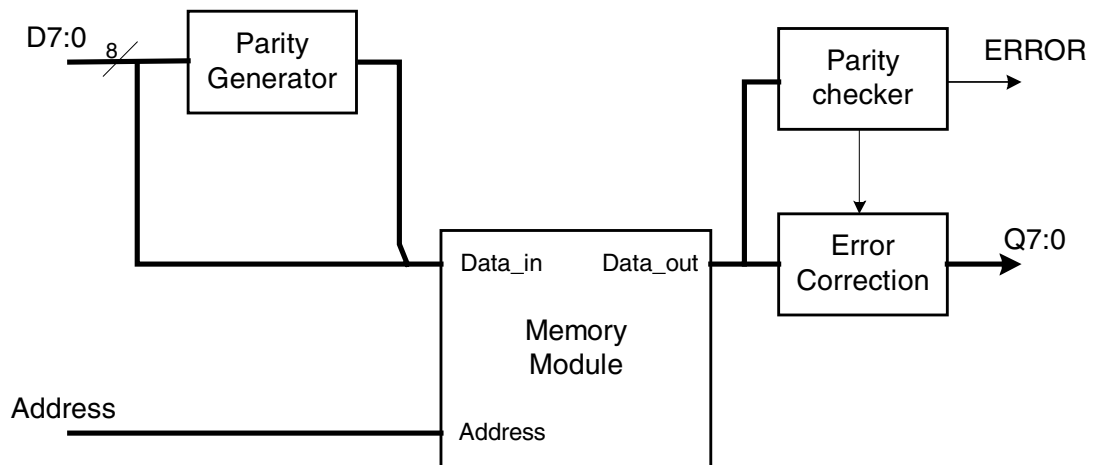 D7:0
8
Parity
Generator
Parity
checker
ERROR
Data_in
Data_out
Error
Correction
Q7:0
Memory
Module
Address
Address